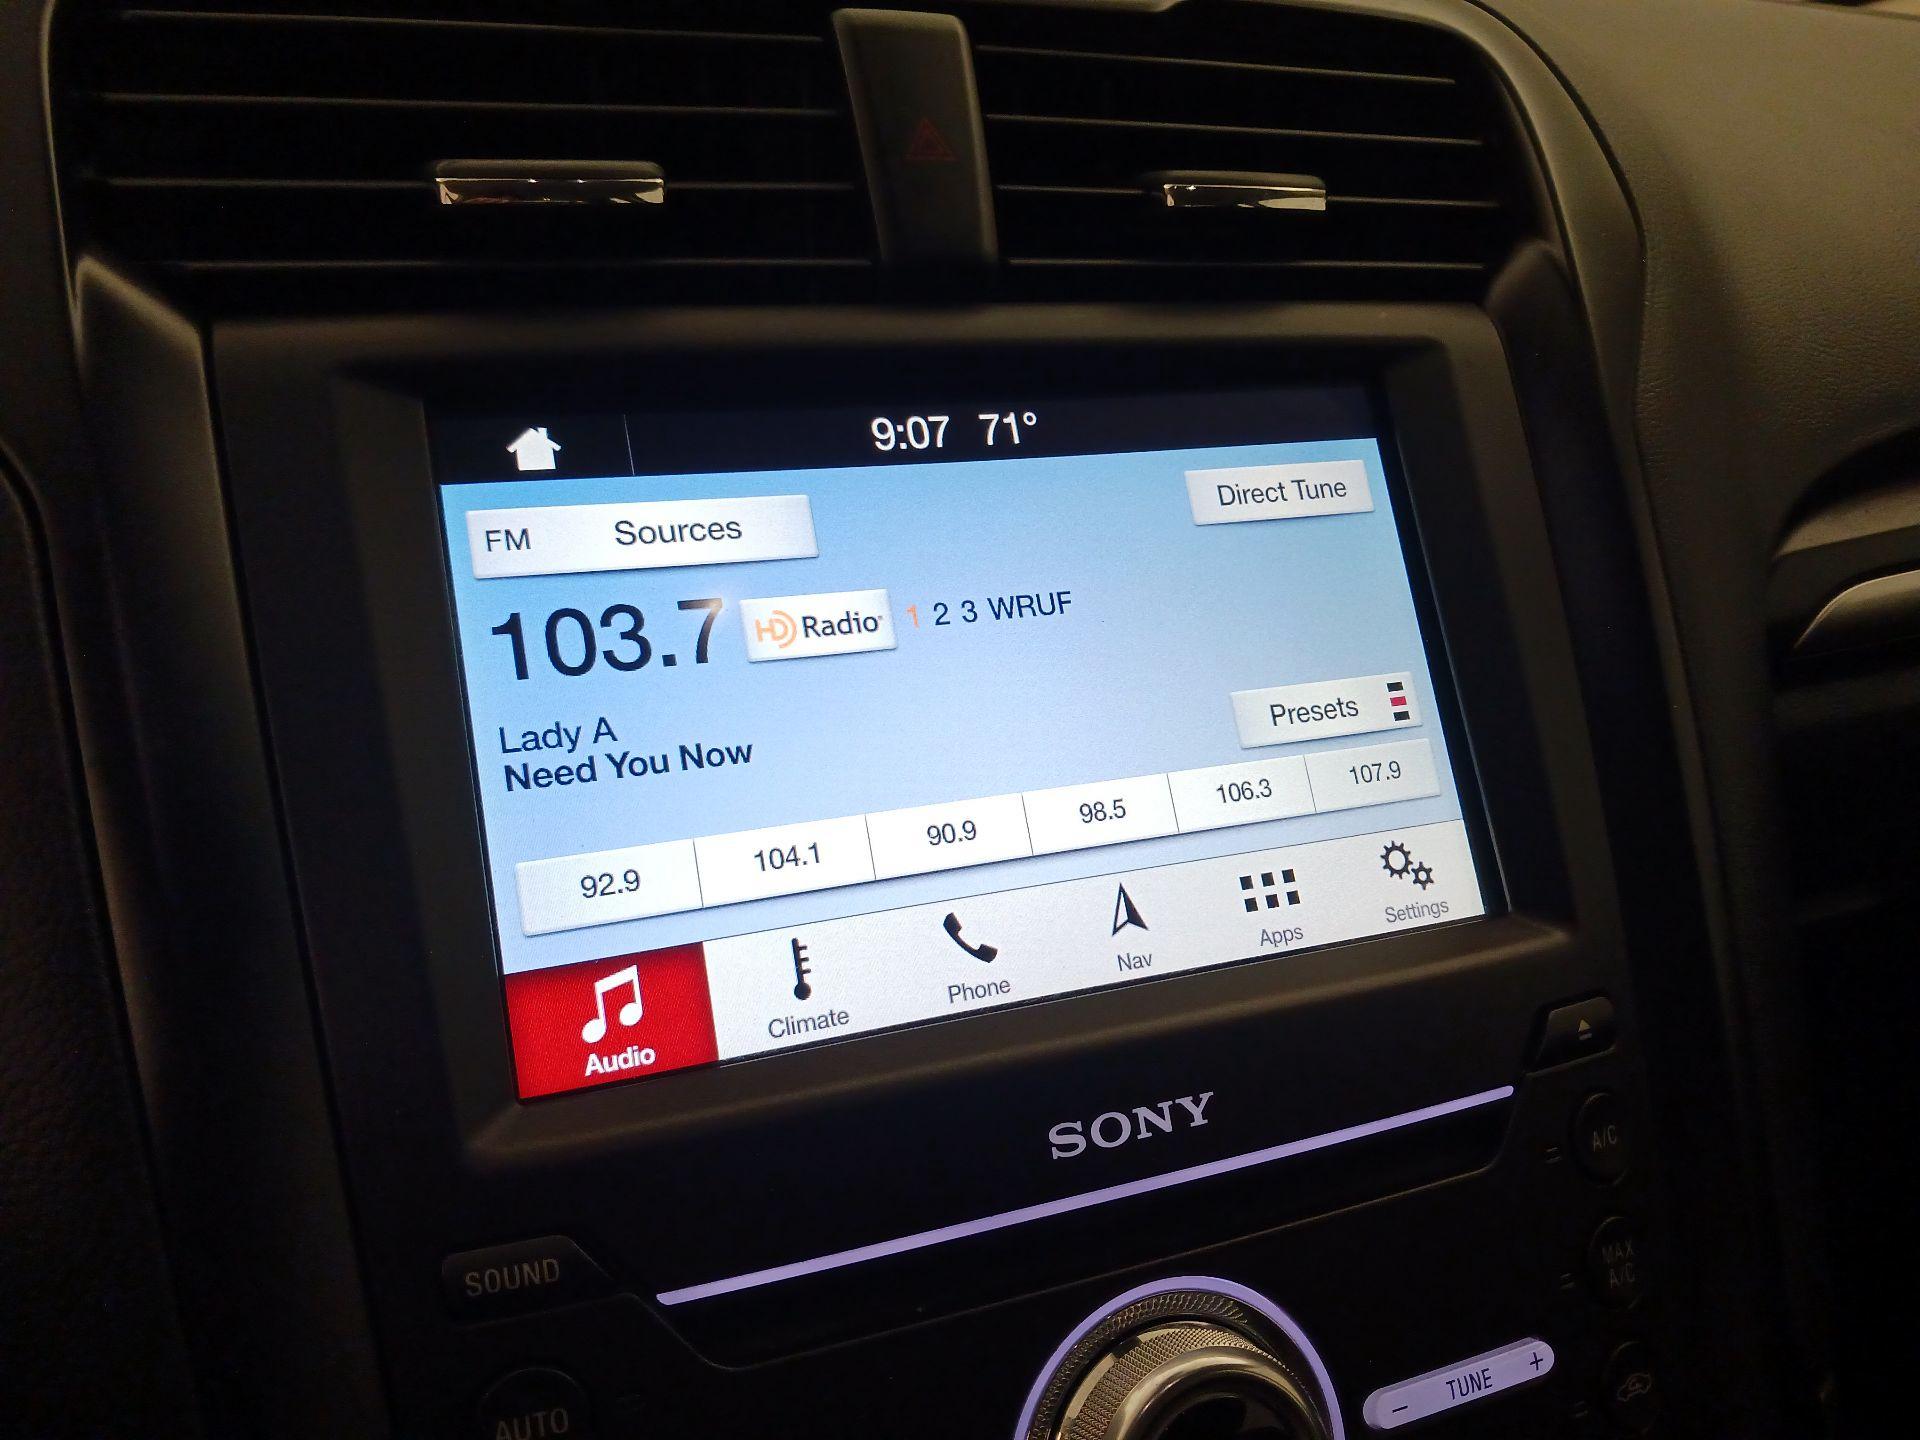 9:07 71°
FM Sources
Direct Tune
103.7 HD Radio 1 2 3 WRUF
Lady A
Need You Now
Presets
92.9 104.1 90.9 98.5 106.3 107.9
Audio Climate Phone Nav Apps Settings
SONY
A/C
SOUND
MAX
A/C
- TUNE +
AUTO